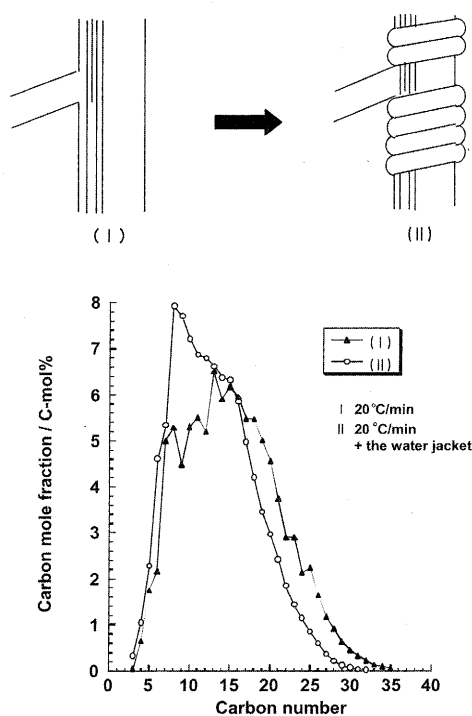 ( I )
( II )
8
7
6
5
4
3
2
1
0
0 5 10 15 20 25 30 35 40
Carbon mole fraction / C-mol%
Carbon number
( I )
( II )
I 20°C/min
II 20°C/min
+ the water jacket